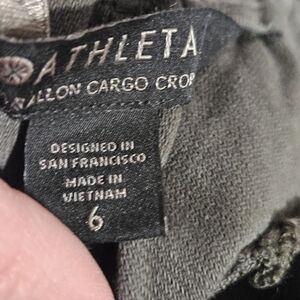 ATHLETA
CARGO CROP
DESIGNED IN
SAN FRANCISCO
MADE IN
VIETNAM
6